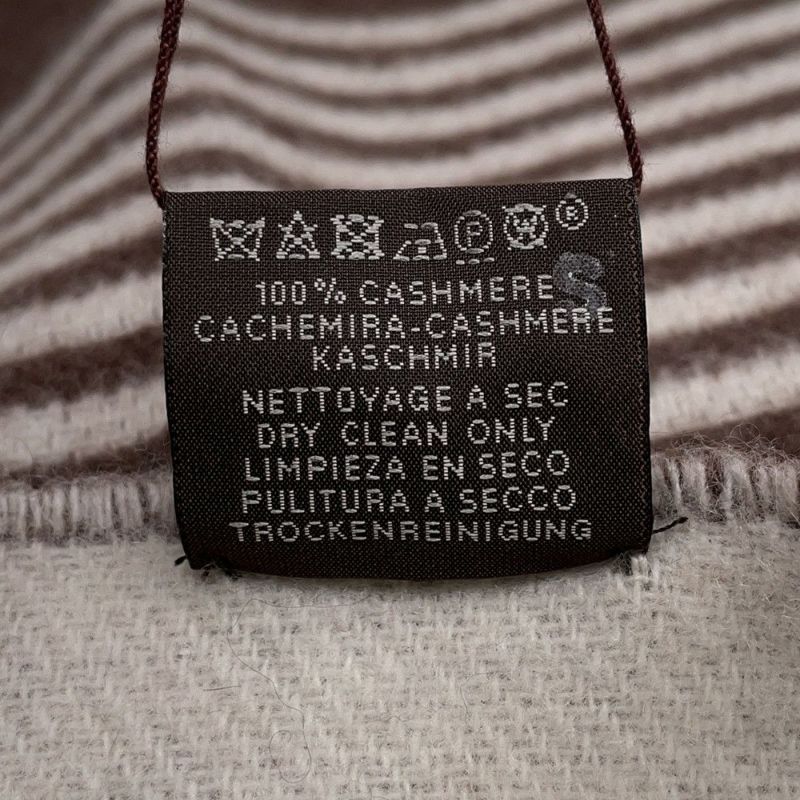 F
100% CASHMERE S
CACHEMIRA-CASHMERE
KASCHMIR
NETTOYAGE A SEC
DRY CLEAN ONLY
LIMPIEZA EN SECO
PULITURA A SECCO
TROCKENREINIGUNG